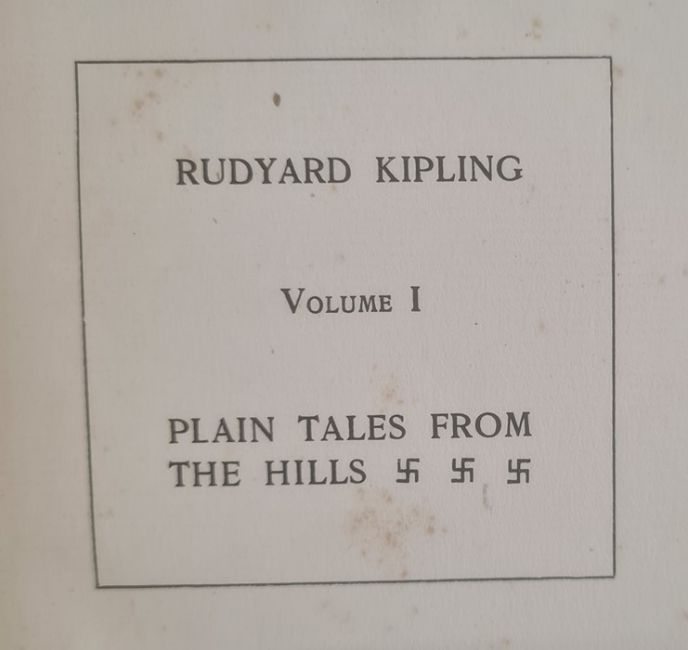 RUDYARD KIPLING
VOLUME I
PLAIN TALES FROM
THE HILLS 卐 卐 卐